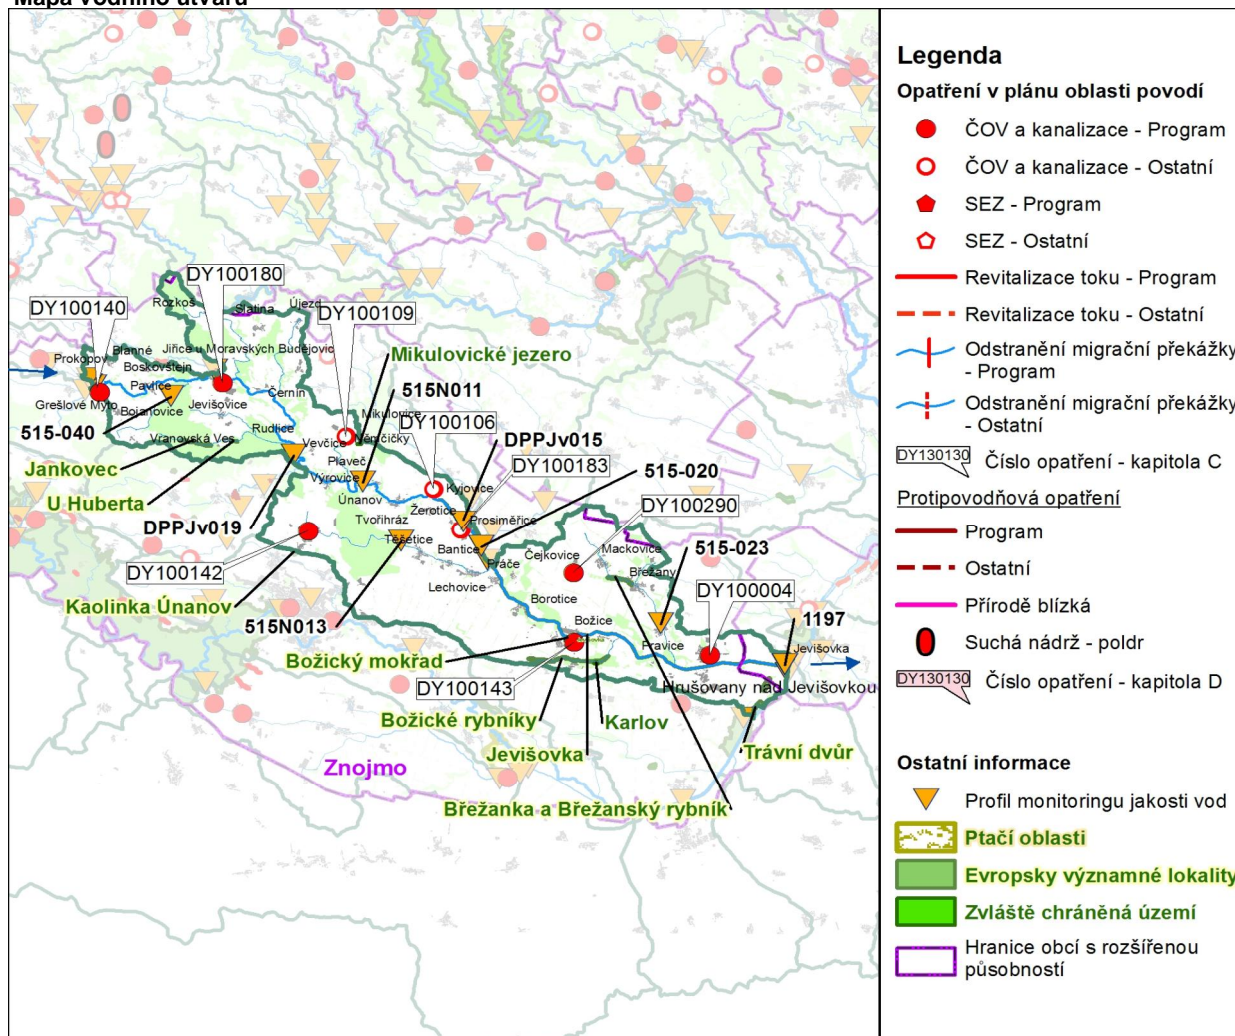 Mapa vodního útvaru
DY100180
Rozkoš
Slatina
Újezd
DY100140
DY100109
Prokopov
Blanné
Jiřice u Moravských Budějovic
Mikulovické jezero
Boskovštejn
Pavlice
Černín
515N011
Grešlové Mýto
Bojanovice
Jevišovice
Mikulovice
DY100106
515-040
Rudlice
Vranovská Ves
Vevčice
Němčičky
DPPJv015
Jankovec
Plaveč
DY100183
515-020
Výrovice
U Huberta
Únanov
Kyjovice
DY100290
Žerotice
DPPJv019
Tvořihráz
Prosiměřice
Těšetice
Bantice
Čejkovice
Mackovice
515-023
DY100142
Práče
Břežany
Lechovice
DY100004
Kaolinka Únanov
Borotice
515N013
Božice
1197
Božický mokřad
Pravice
Jevišovka
DY100143
Hrušovany nad Jevišovkou
Božické rybníky
Karlov
Jevišovka
Trávní dvůr
Znojmo
Břežanka a Břežanský rybník
Legenda
Opatření v plánu oblasti povodí
ČOV a kanalizace - Program
ČOV a kanalizace - Ostatní
SEZ - Program
SEZ - Ostatní
Revitalizace toku - Program
Revitalizace toku - Ostatní
Odstranění migrační překážky
- Program
Odstranění migrační překážky
- Ostatní
DY130130
Číslo opatření - kapitola C
Protipovodňová opatření
Program
Ostatní
Přírodě blízká
Suchá nádrž - poldr
DY130130
Číslo opatření - kapitola D
Ostatní informace
Profil monitoringu jakosti vod
Ptačí oblasti
Evropsky významné lokality
Zvláště chráněná území
Hranice obcí s rozšířenou
působností